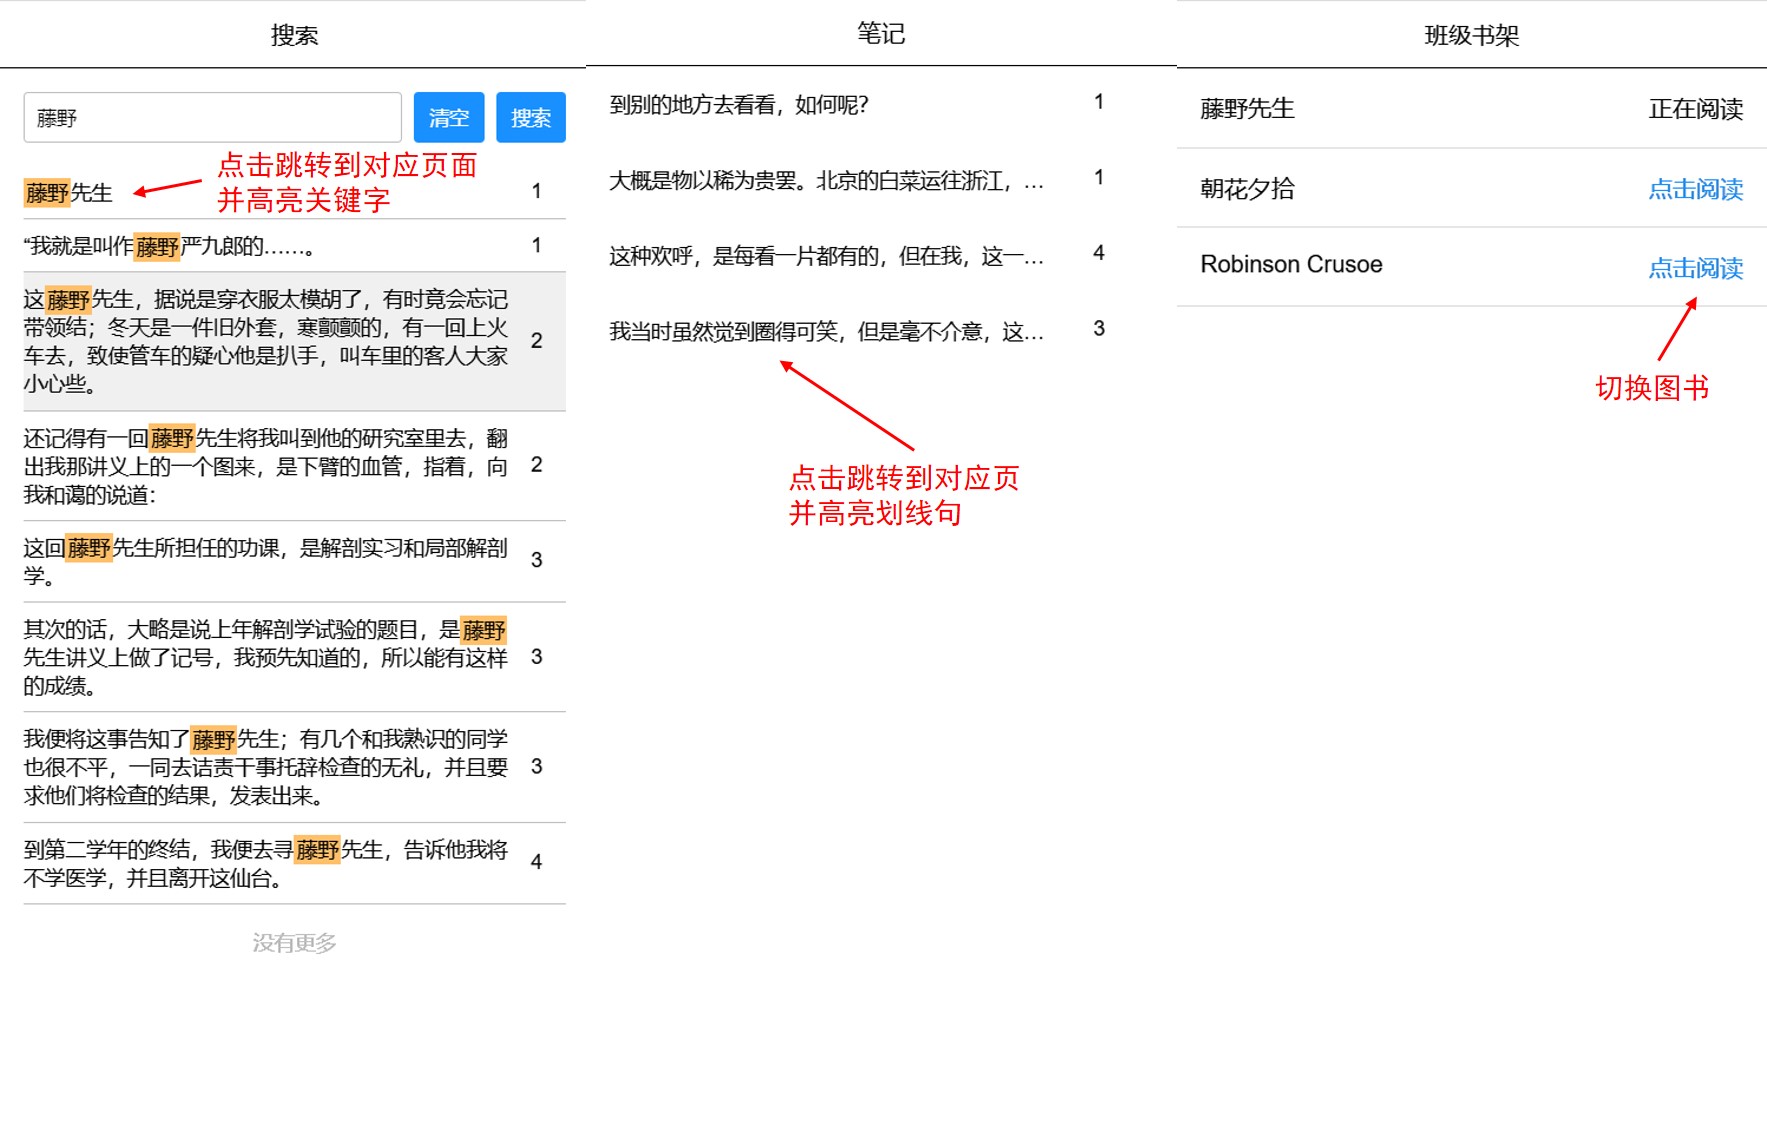 搜索
藤野
清空
搜索
点击跳转到对应页面
并高亮关键字
藤野先生
1
“我就是叫作藤野严九郎的……。
1
这藤野先生，据说是穿衣服太模胡了，有时竟会忘记
带领结；冬天是一件旧外套，寒颤颤的，有一回上火
车去，致使管车的疑心他是扒手，叫车里的客人大家
小心些。
2
还记得有一回藤野先生将我叫到他的研究室里去，翻
出我那讲义上的一个图来，是下臂的血管，指着，向
我和蔼的说道：
2
这回藤野先生所担任的功课，是解剖实习和局部解剖
学。
3
其次的话，大略是说上年解剖学试验的题目，是藤野
先生讲义上做了记号，我预先知道的，所以能有这样
的成绩。
3
我便将这事告知了藤野先生；有几个和我熟识的同学
也很不平，一同去诘责干事托辞检查的无礼，并且要
求他们将检查的结果，发表出来。
3
到第二学年的终结，我便去寻藤野先生，告诉他我将
不学医学，并且离开这仙台。
4
没有更多
笔记
到别的地方去看看，如何呢？
1
大概是物以稀为贵罢。北京的白菜运往浙江，...
1
这种欢呼，是每看一片都有的，但在我，这一...
4
我当时虽然觉到圈得可笑，但是毫不介意，这...
3
点击跳转到对应页
并高亮划线句
班级书架
藤野先生
正在阅读
朝花夕拾
点击阅读
Robinson Crusoe
点击阅读
切换图书